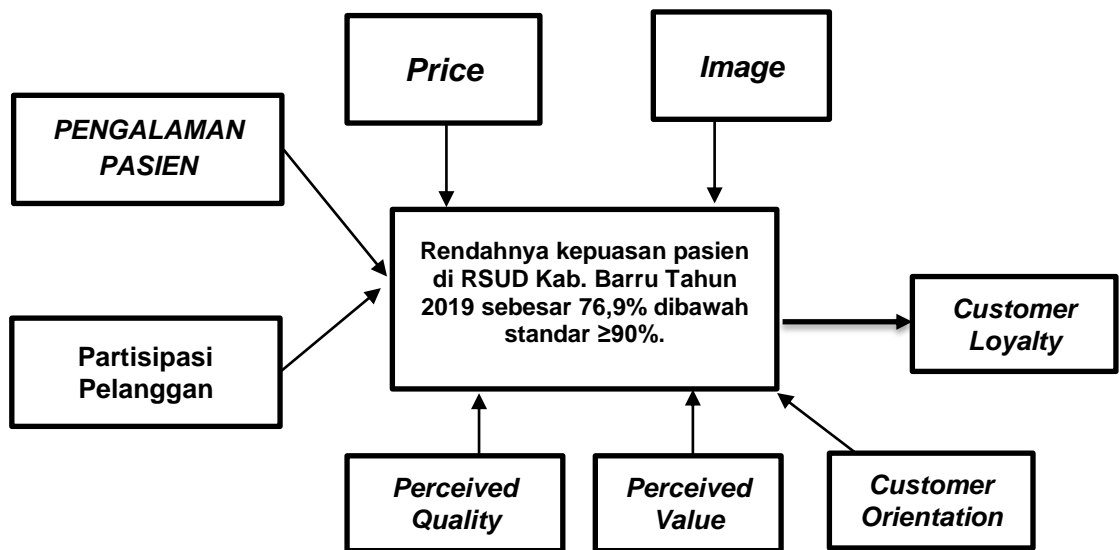 Price
Image
PENGALAMAN
PASIEN
Rendahnya kepuasan pasien
di RSUD Kab. Barru Tahun
2019 sebesar 76,9% dibawah
standar ≥90%.
Partisipasi
Pelanggan
Customer
Loyalty
Perceived
Quality
Perceived
Value
Customer
Orientation